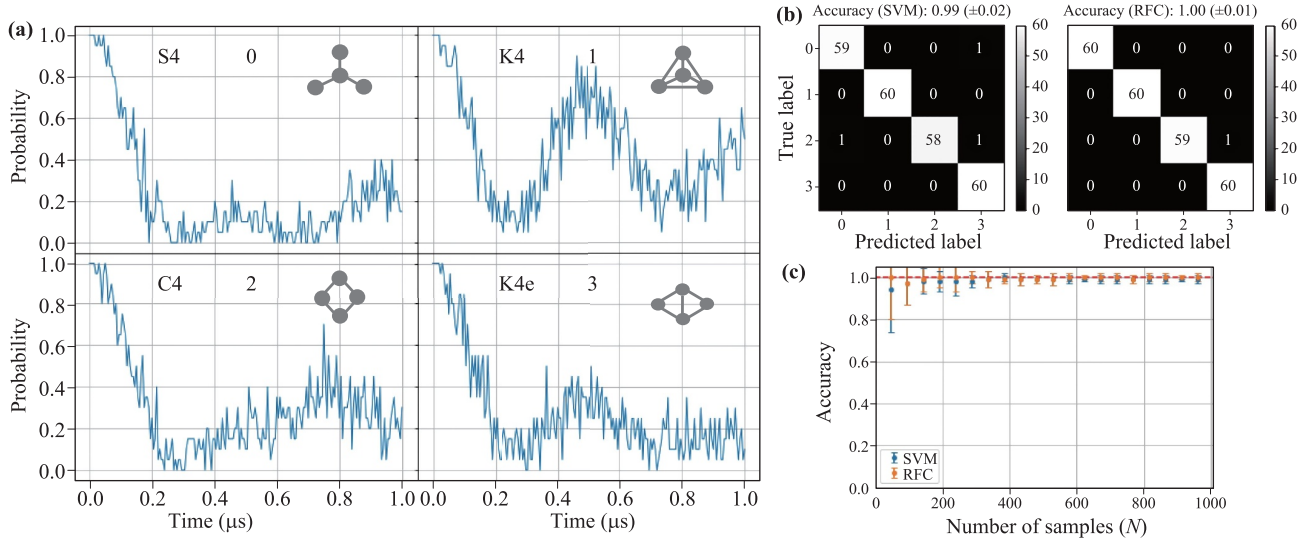 (a)
1.0
0.8
0.6
0.4
0.2
0.0
Probability
S4 0
K4 1
1.0
0.8
0.6
0.4
0.2
0.0
Probability
C4 2
K4e 3
0.0 0.2 0.4 0.6 0.8 1.0
Time (μs)
0.0 0.2 0.4 0.6 0.8 1.0
Time (μs)
(b)
Accuracy (SVM): 0.99 (±0.02)
True label
0 59 0 0 1
1 0 60 0 0
2 1 0 58 1
3 0 0 0 60
0 1 2 3
Predicted label
60
50
40
30
20
10
0
Accuracy (RFC): 1.00 (±0.01)
60 0 0 0
0 60 0 0
0 0 59 1
0 0 0 60
0 1 2 3
Predicted label
60
50
40
30
20
10
0
(c)
1.0
0.8
0.6
0.4
0.2
0.0
Accuracy
SVM
RFC
0 200 400 600 800 1000
Number of samples (N)